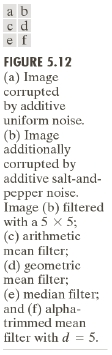 a b
c d
e f
FIGURE 5.12
(a) Image
corrupted
by additive
uniform noise.
(b) Image
additionally
corrupted by
additive salt-and-
pepper noise.
Image (b) filtered
with a 5 × 5;
(c) arithmetic
mean filter;
(d) geometric
mean filter;
(e) median filter;
and (f) alpha-
trimmed mean
filter with d = 5.